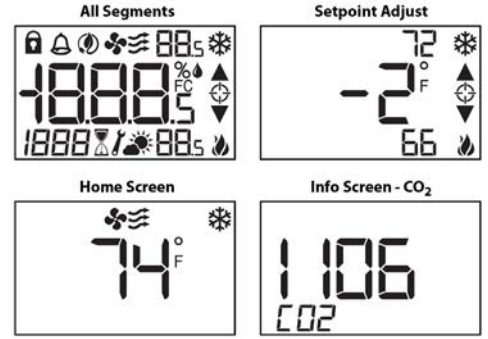 All Segments
88.5
-188.8.5
°
%
FC
1888
88.5
Setpoint Adjust
72
-2°F
66
Home Screen
74°F
Info Screen - CO₂
1106
CO2